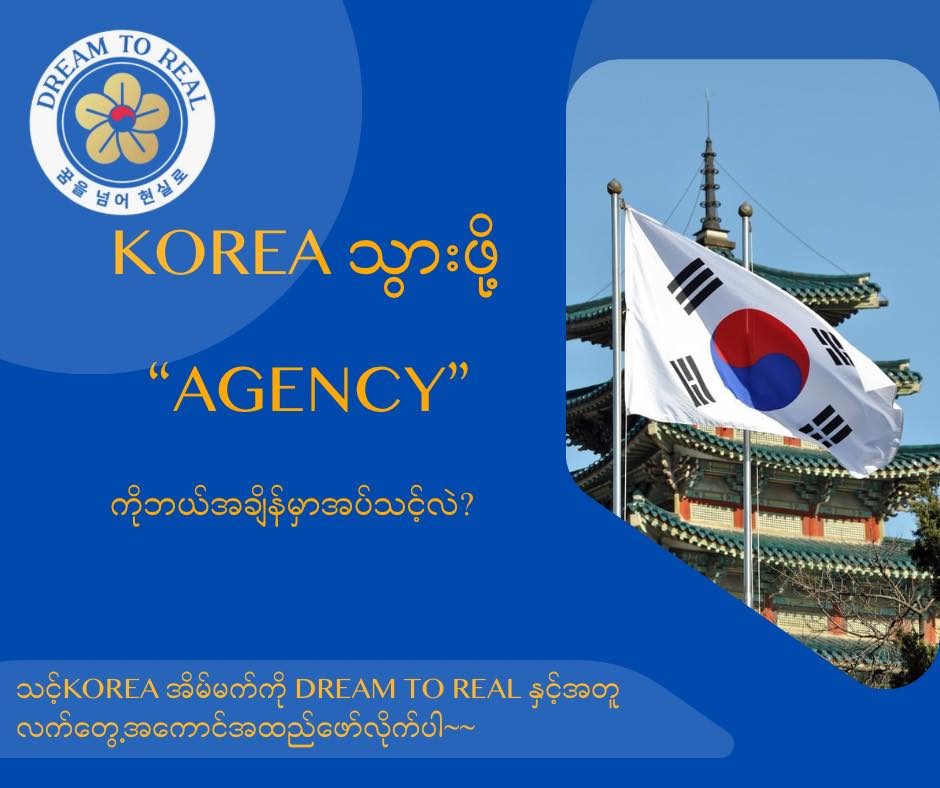 DREAM TO REAL
꿈을 넘어 현실로
KOREA သွားဖို့
“AGENCY”
ကိုဘယ်အချိန်မှာအပ်သင့်လဲ?
သင့်KOREA အိမ်မက်ကို DREAM TO REAL နှင့်အတူ
လက်တွေ့အကောင်အထည်ဖော်လိုက်ပါ~~